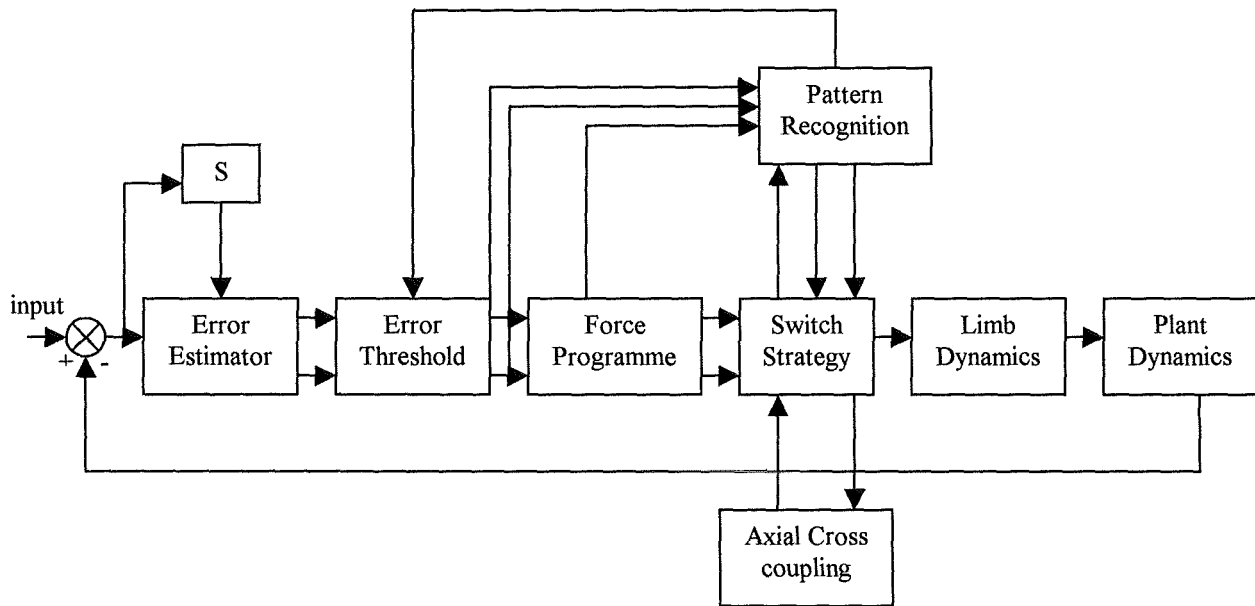 Pattern
Recognition
S
input
+
-
Error
Estimator
Error
Threshold
Force
Programme
Switch
Strategy
Limb
Dynamics
Plant
Dynamics
Axial Cross
coupling